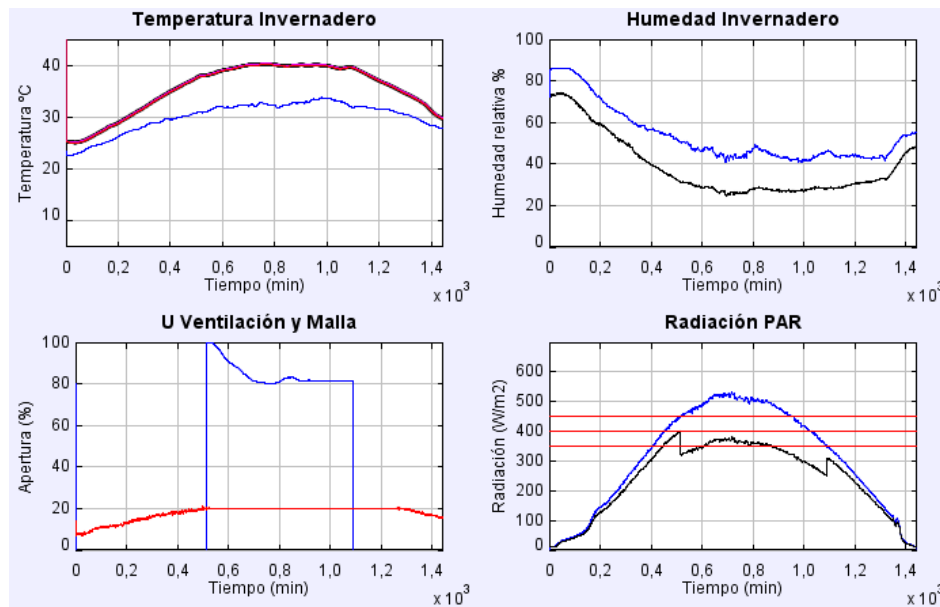 Temperatura Invernadero
Temperatura ºC
40
30
20
10
0 0,2 0,4 0,6 0,8 1,0 1,2 1,4
Tiempo (min)
x 10³
Humedad Invernadero
Humedad relativa %
100
80
60
40
20
0
0 0,2 0,4 0,6 0,8 1,0 1,2 1,4
Tiempo (min)
x 10³
U Ventilación y Malla
Apertura (%)
100
80
60
40
20
0
0 0,2 0,4 0,6 0,8 1,0 1,2 1,4
Tiempo (min)
x 10³
Radiación PAR
Radiación (W/m2)
600
500
400
300
200
100
0
0 0,2 0,4 0,6 0,8 1,0 1,2 1,4
Tiempo (min)
x 10³